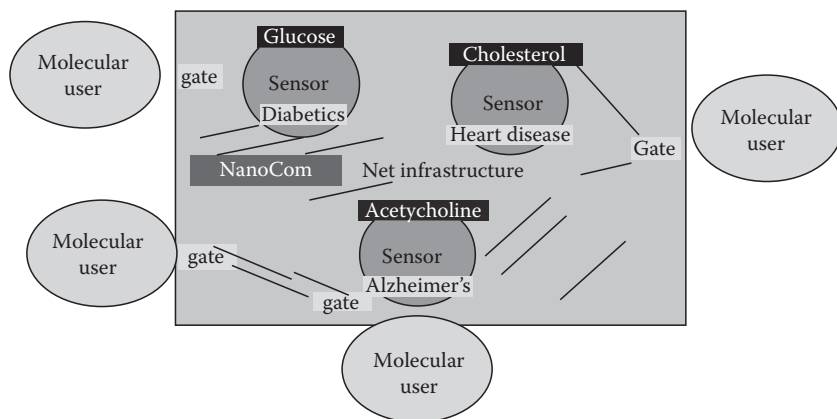 Glucose
Cholesterol
Molecular
user
gate
Sensor
Sensor
Molecular
user
Diabetics
Heart disease
Gate
NanoCom
Net infrastructure
Acetycholine
Molecular
user
gate
Sensor
Alzheimer's
gate
Molecular
user